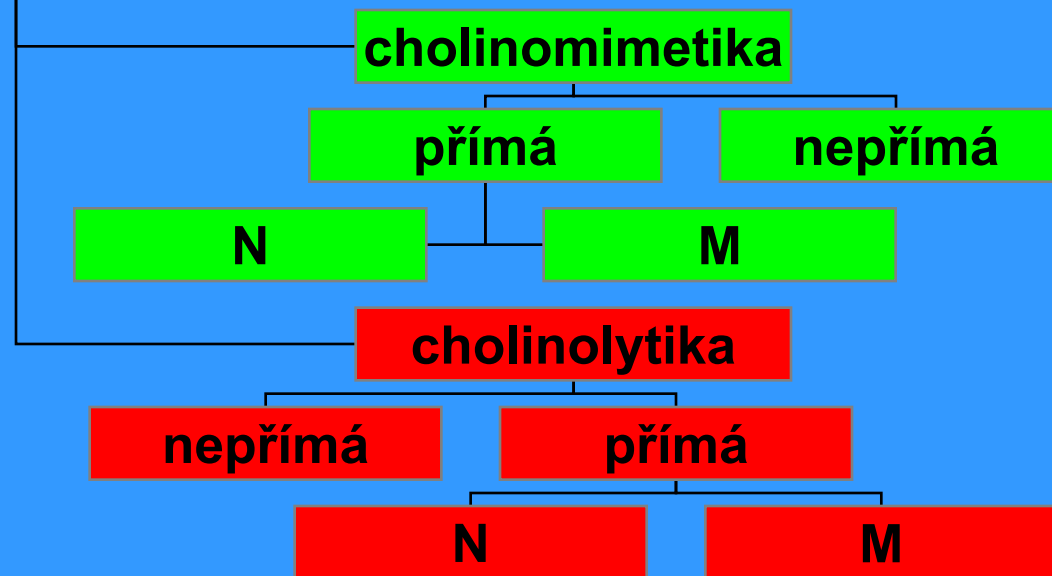 cholinomimetika
přímá
nepřímá
N
M
cholinolytika
nepřímá
přímá
N
M